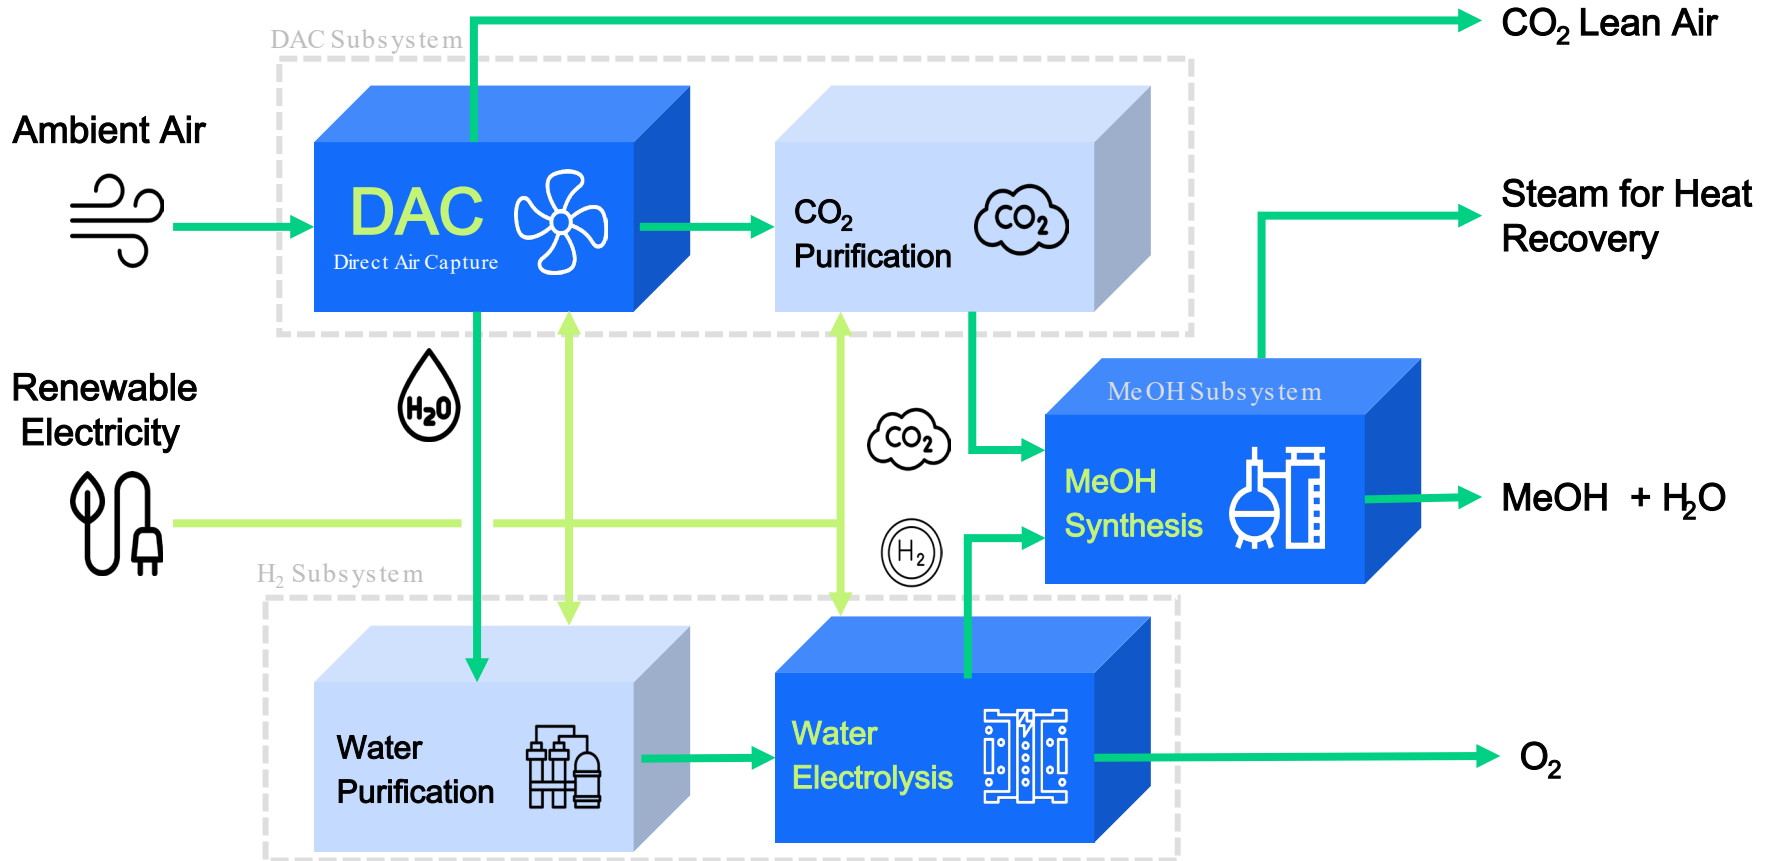 DAC Subsystem
CO₂ Lean Air
Ambient Air
DAC
Direct Air Capture
CO₂
Purification
CO₂
Steam for Heat
Recovery
Renewable
Electricity
H₂O
CO₂
MeOH Subsystem
MeOH
Synthesis
MeOH + H₂O
H₂
H₂ Subsystem
Water
Purification
Water
Electrolysis
O₂